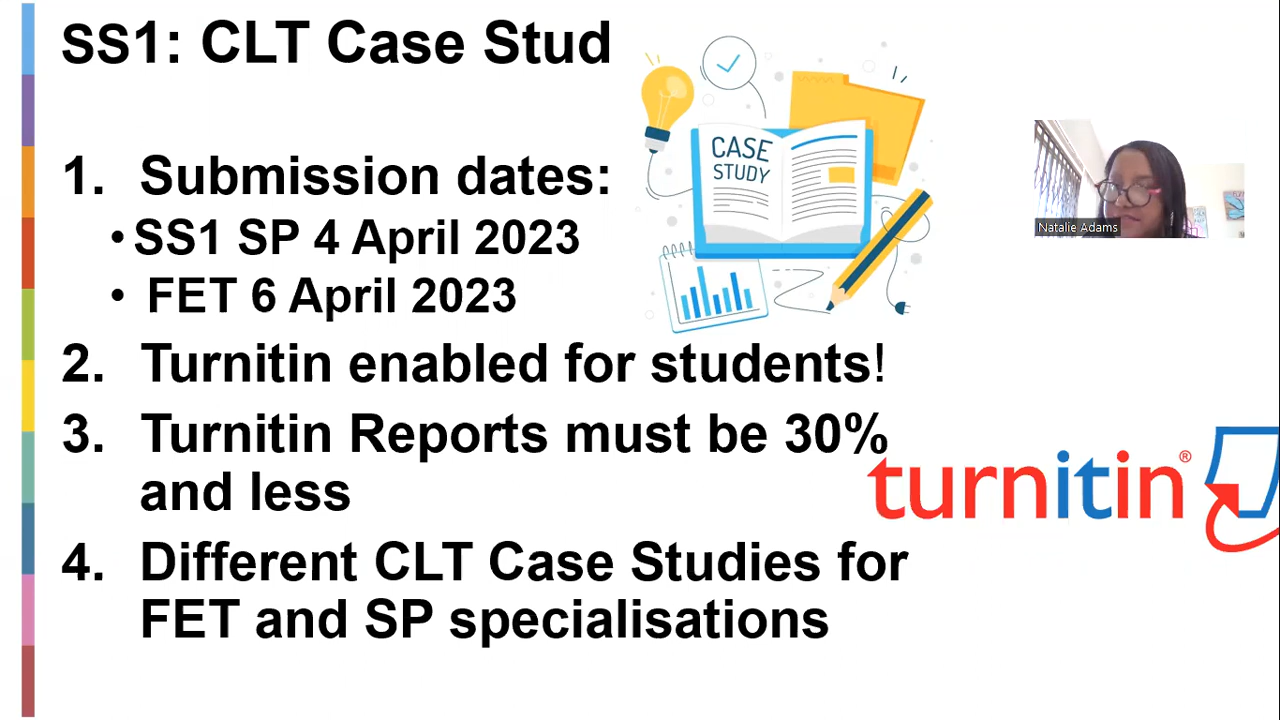 SS1: CLT Case Stud
CASE
STUDY
Natalie Adams
1. Submission dates:
• SS1 SP 4 April 2023
• FET 6 April 2023
2. Turnitin enabled for students!
3. Turnitin Reports must be 30%
and less
turnitin®
4. Different CLT Case Studies for
FET and SP specialisations